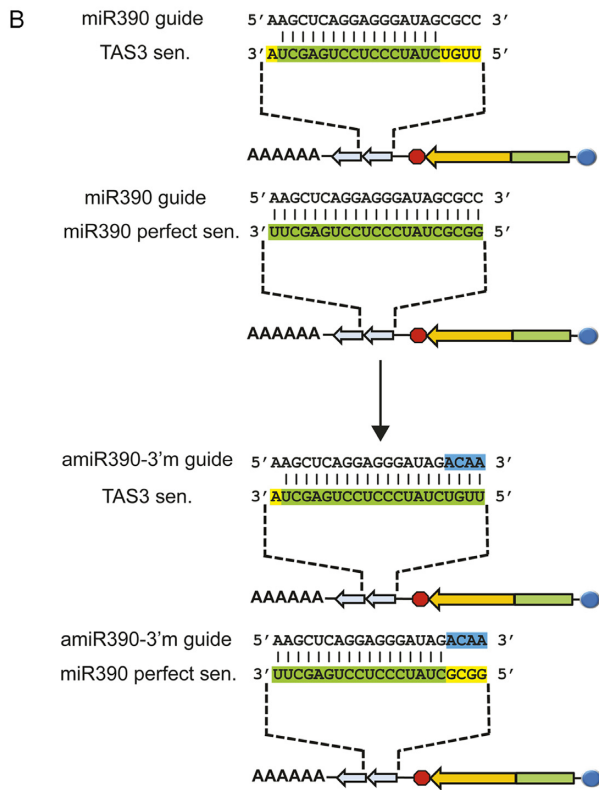 B
miR390 guide 5′ AAGCUCAGGAGGGAUAGCGCC 3′
TAS3 sen. 3′ AUCGAGUCCUCCCUAUCUGUU 5′
AAAAAA
miR390 guide 5′ AAGCUCAGGAGGGAUAGCGCC 3′
miR390 perfect sen. 3′ UUCGAGUCCUCCCUAUCGCGG 5′
AAAAAA
amiR390-3′m guide 5′ AAGCUCAGGAGGGAUAGACAA 3′
TAS3 sen. 3′ AUCGAGUCCUCCCUAUCUGUU 5′
AAAAAA
amiR390-3′m guide 5′ AAGCUCAGGAGGGAUAGACAA 3′
miR390 perfect sen. 3′ UUCGAGUCCUCCCUAUCGCGG 5′
AAAAAA